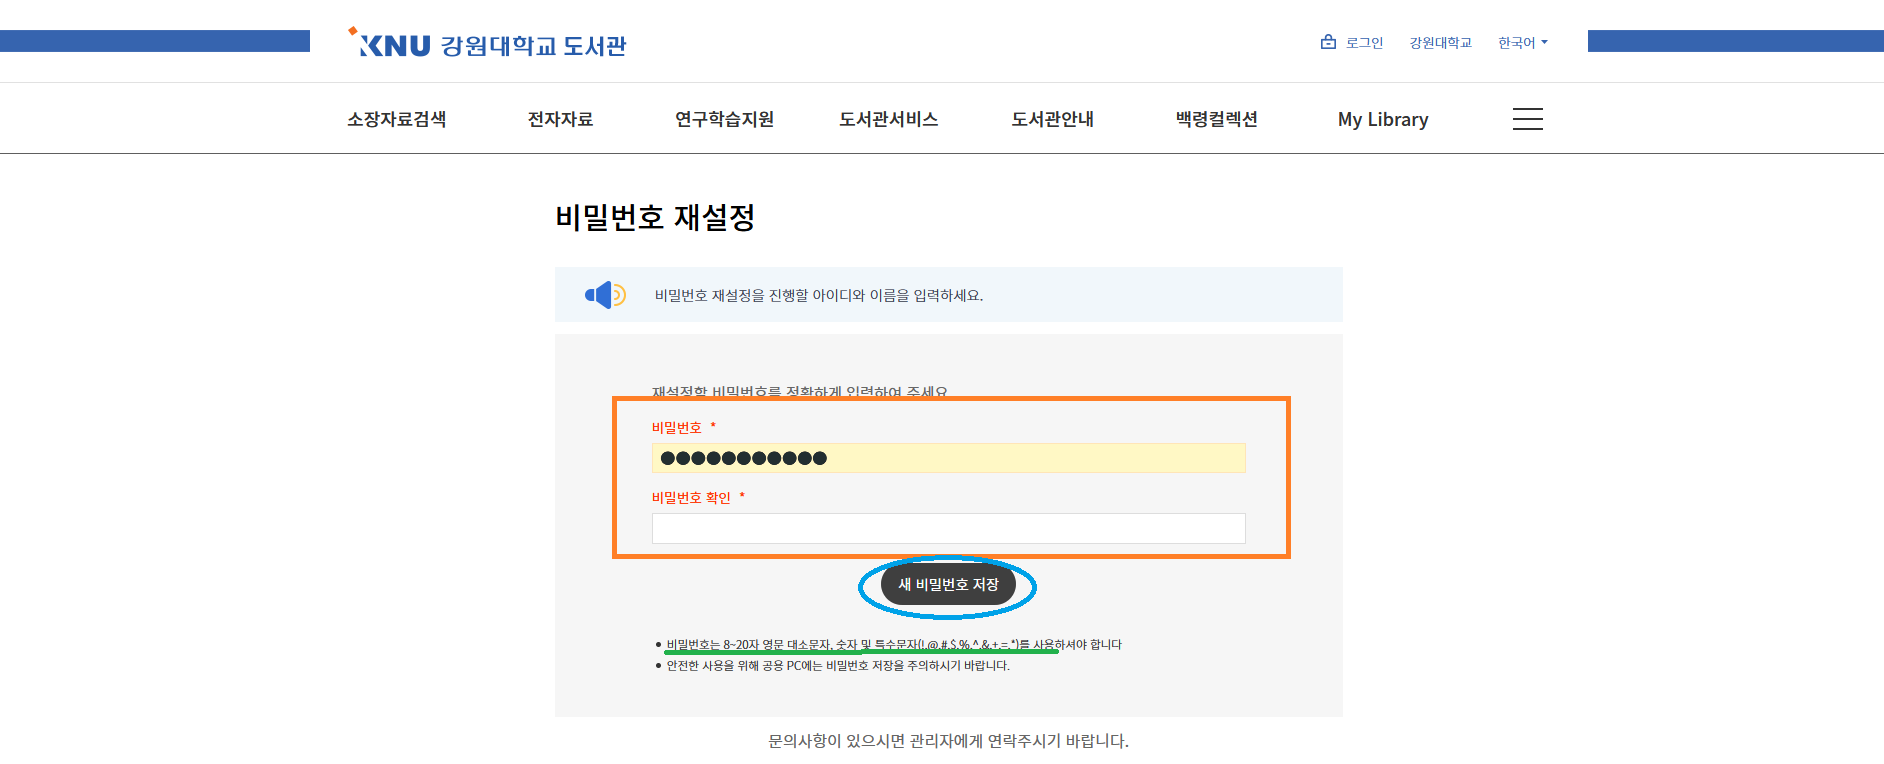 KNU 강원대학교 도서관
로그인 강원대학교 한국어
소장자료검색 전자자료 연구학습지원 도서관서비스 도서관안내 백령컬렉션 My Library
비밀번호 재설정
비밀번호 재설정을 진행할 아이디와 이름을 입력하세요.
재설정할 비밀번호를 정확하게 입력하여 주세요
비밀번호 *
비밀번호 확인 *
새 비밀번호 저장
• 비밀번호는 8~20자 영문 대소문자, 숫자 및 특수문자(!,@,#,$,%,^,&,+,=,*)를 사용하셔야 합니다
• 안전한 사용을 위해 공용 PC에는 비밀번호 저장을 주의하시기 바랍니다.
문의사항이 있으시면 관리자에게 연락주시기 바랍니다.